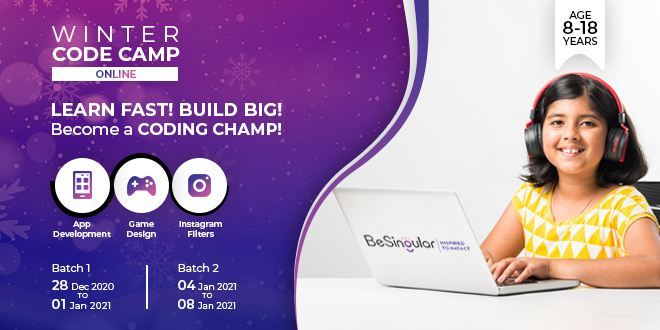 WINTER
CODE CAMP
ONLINE
LEARN FAST! BUILD BIG!
Become a CODING CHAMP!
App
Development
Game
Design
Instagram
Filters
Batch 1
28 Dec 2020
TO
01 Jan 2021
Batch 2
04 Jan 2021
TO
08 Jan 2021
AGE
8-18
YEARS
BeSingular INSPIRED
TO IMPACT